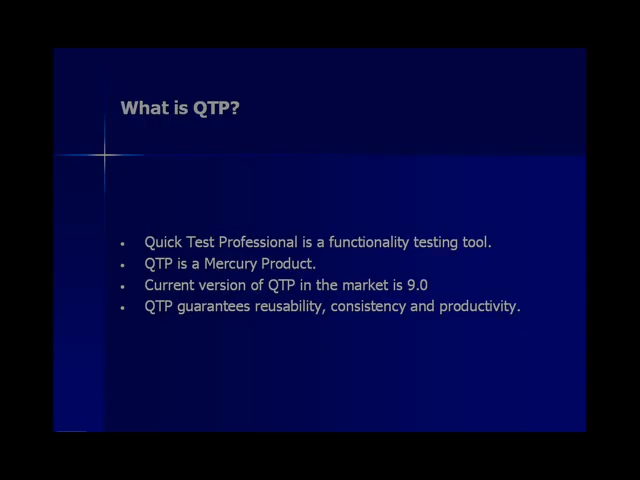 What is QTP?
• Quick Test Professional is a functionality testing tool.
• QTP is a Mercury Product.
• Current version of QTP in the market is 9.0
• QTP guarantees reusability, consistency and productivity.